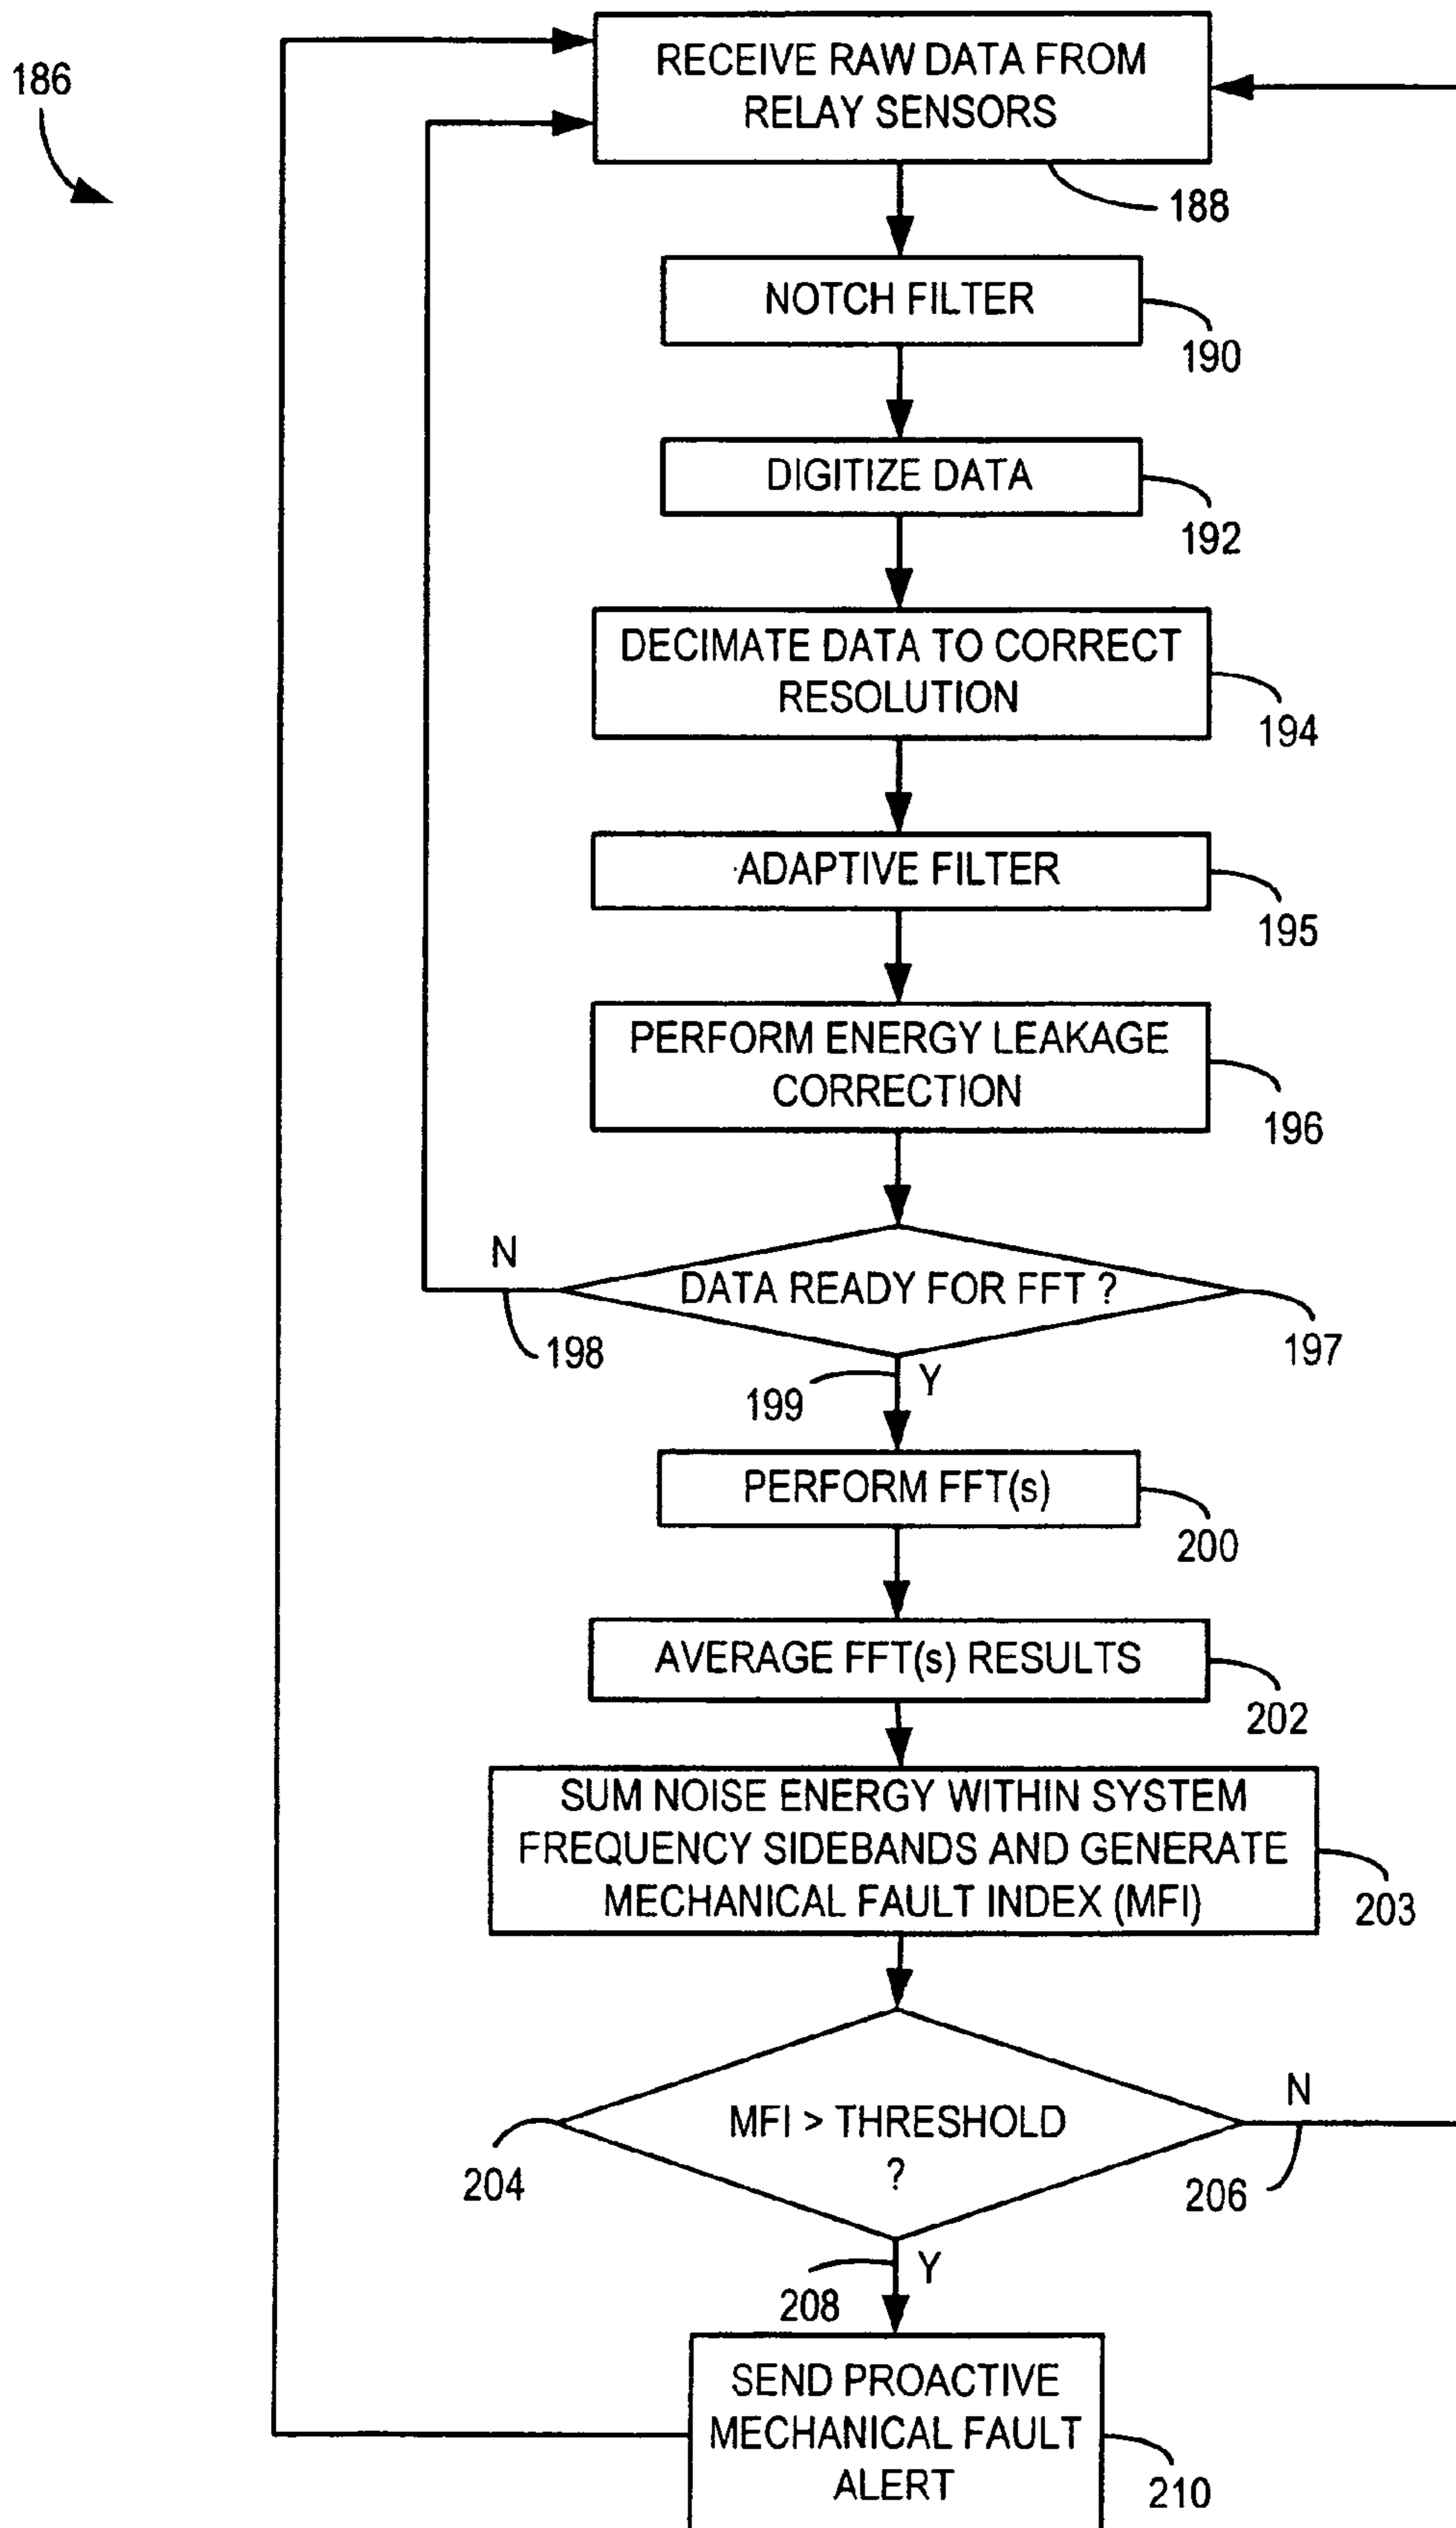 186
RECEIVE RAW DATA FROM
RELAY SENSORS
188
NOTCH FILTER
190
DIGITIZE DATA
192
DECIMATE DATA TO CORRECT
RESOLUTION
194
ADAPTIVE FILTER
195
PERFORM ENERGY LEAKAGE
CORRECTION
196
N
DATA READY FOR FFT ?
198
197
199
Y
PERFORM FFT(s)
200
AVERAGE FFT(s) RESULTS
202
SUM NOISE ENERGY WITHIN SYSTEM
FREQUENCY SIDEBANDS AND GENERATE
MECHANICAL FAULT INDEX (MFI)
203
N
MFI > THRESHOLD
?
204
206
Y
208
SEND PROACTIVE
MECHANICAL FAULT
ALERT
210